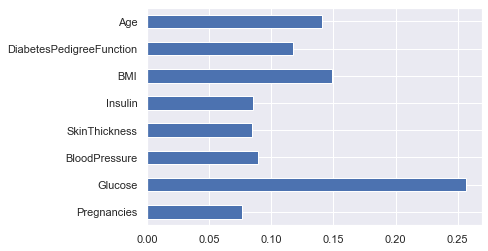 Age
DiabetesPedigreeFunction
BMI
Insulin
SkinThickness
BloodPressure
Glucose
Pregnancies
0.00 0.05 0.10 0.15 0.20 0.25